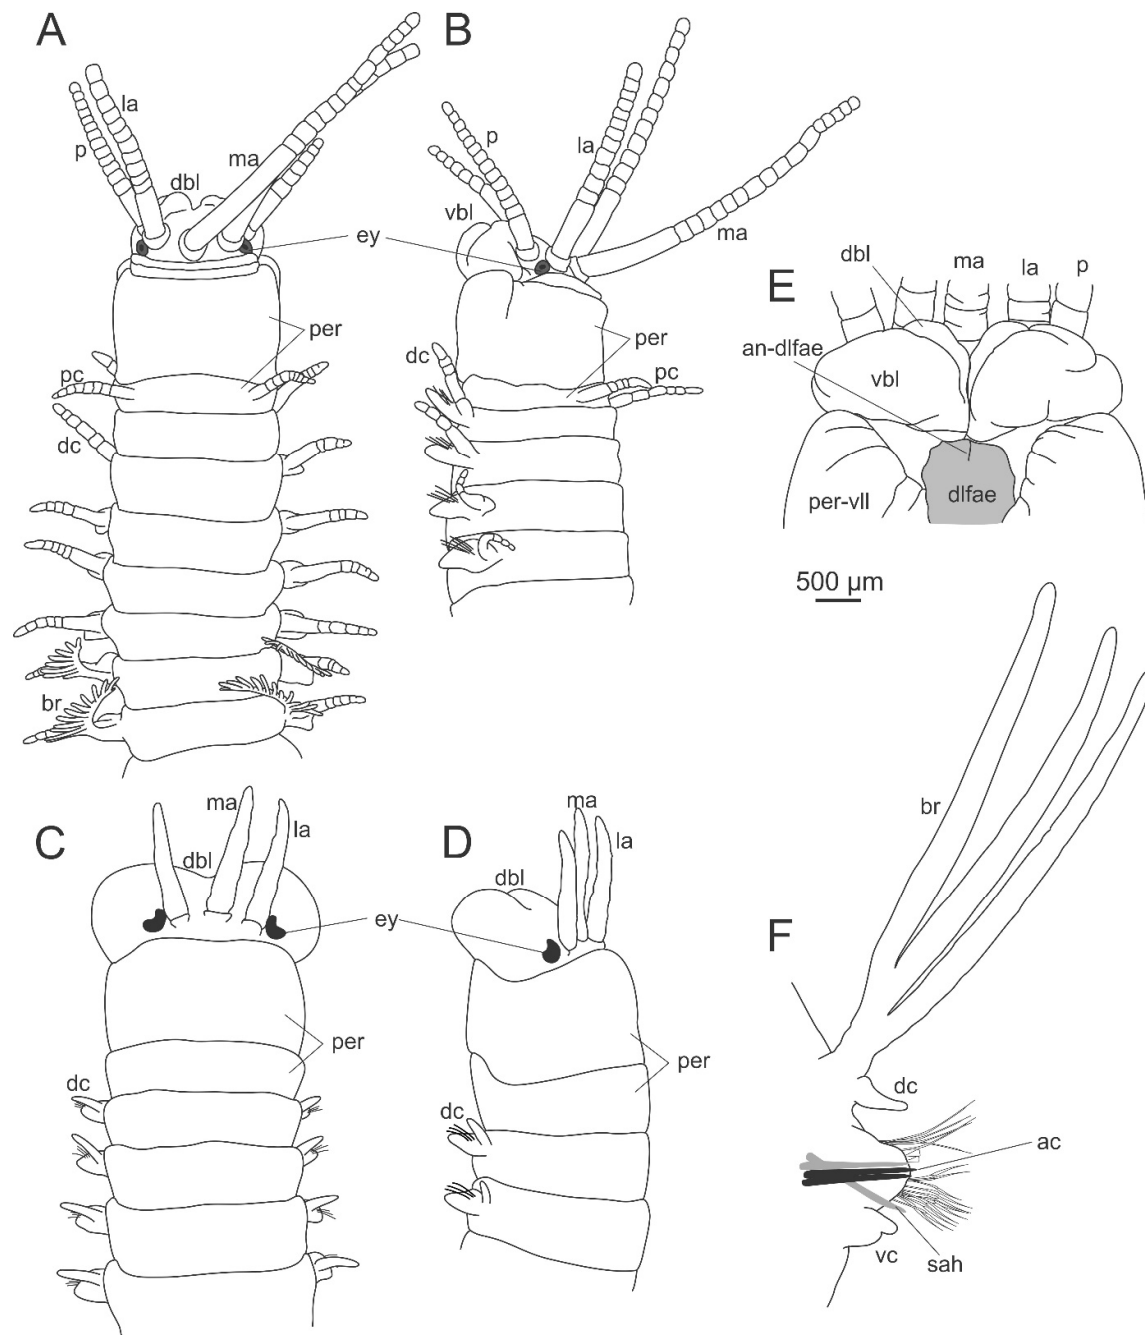 A
la
p
ma
dbl
ey
per
pc
dc
br
B
p
la
vbl
ma
per
dc
pc
E
dbl
ma
la
p
an-dlfae
vbl
per-vll
dlfae
500 µm
C
ma
la
dbl
ey
per
dc
D
ma
la
dbl
per
dc
F
br
dc
ac
vc
sah